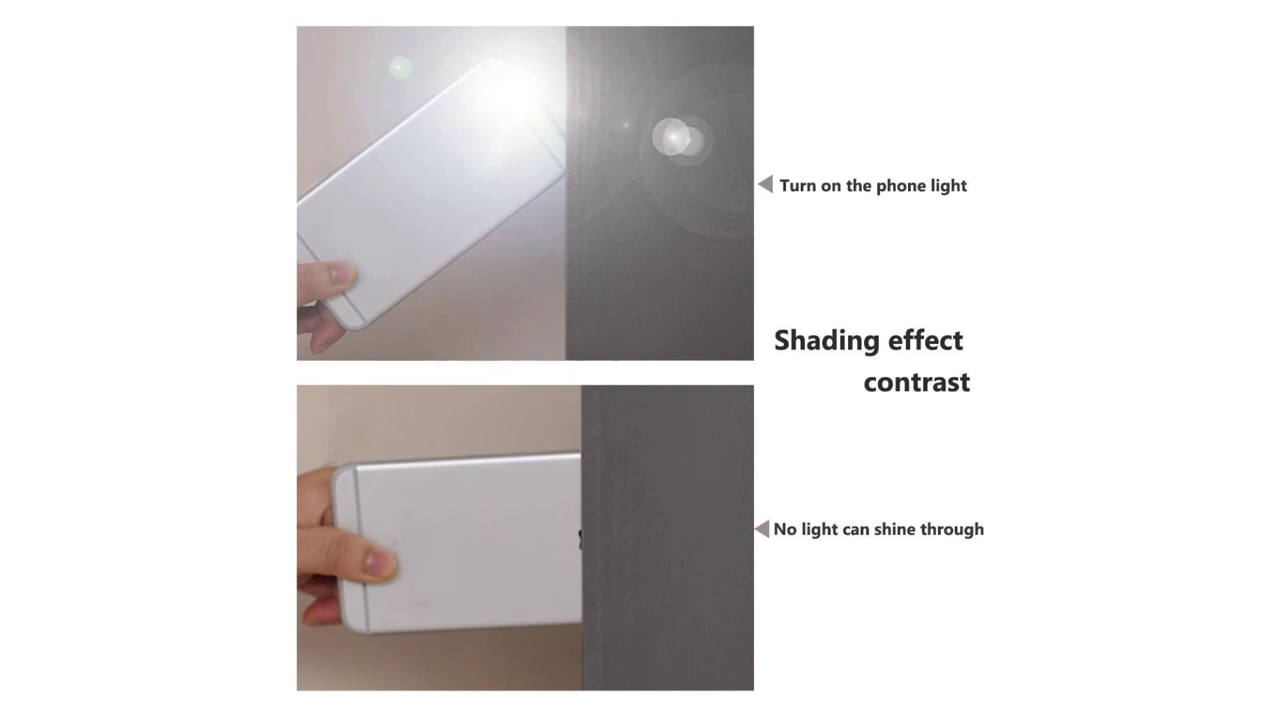 Turn on the phone light
Shading effect
contrast
No light can shine through